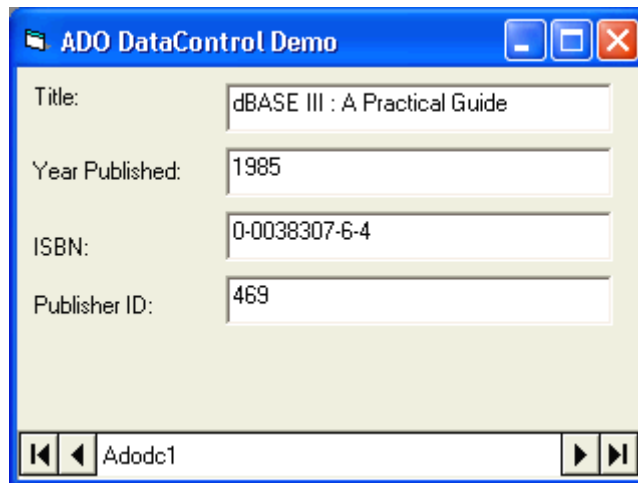 ADO DataControl Demo
Title:
dBASE III : A Practical Guide
Year Published:
1985
ISBN:
0-0038307-6-4
Publisher ID:
469
Adodc1